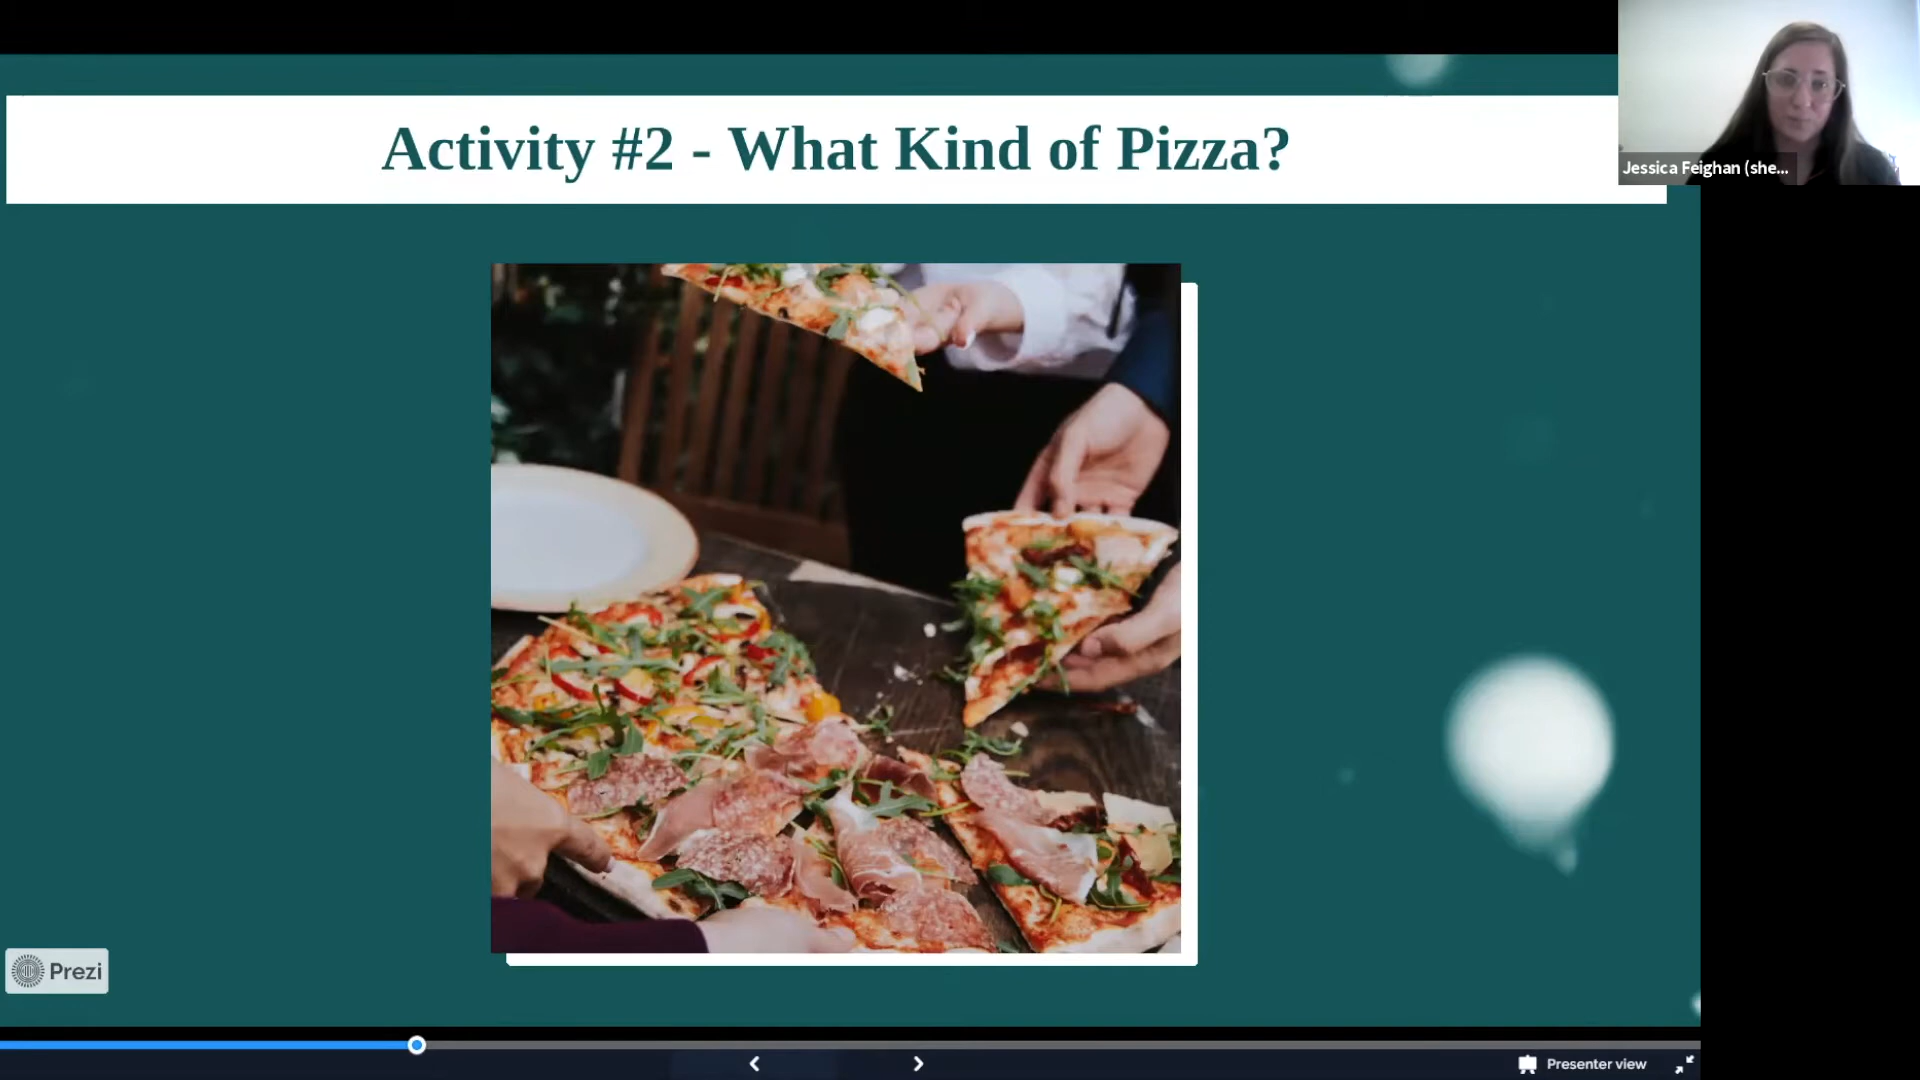 Activity #2 - What Kind of Pizza?
Jessica Feighan (she...
Prezi
Presenter view